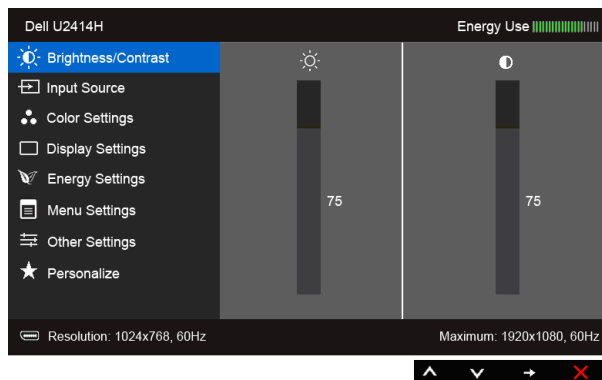 Dell U2414H Energy Use
Brightness/Contrast
Input Source
Color Settings
Display Settings
Energy Settings
Menu Settings
75 75
Other Settings
Personalize
Resolution: 1024x768, 60Hz Maximum: 1920x1080, 60Hz